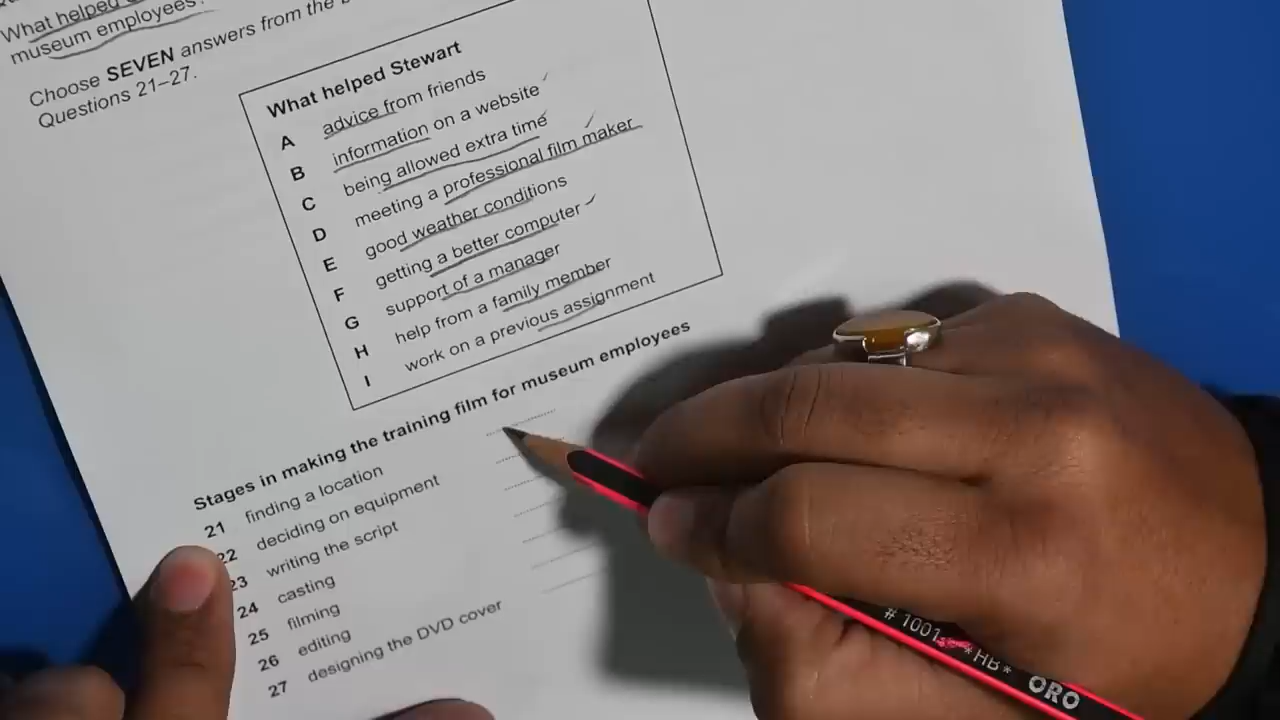 What helped
museum employees?
Choose SEVEN answers from the b
Questions 21–27.
What helped Stewart
A advice from friends
B information on a website
C being allowed extra time
D meeting a professional film maker
E good weather conditions
F getting a better computer
G support of a manager
H help from a family member
I work on a previous assignment
Stages in making the training film for museum employees
21 finding a location
22 deciding on equipment
23 writing the script
24 casting
25 filming
26 editing
27 designing the DVD cover
# 1001 *HB* ORO